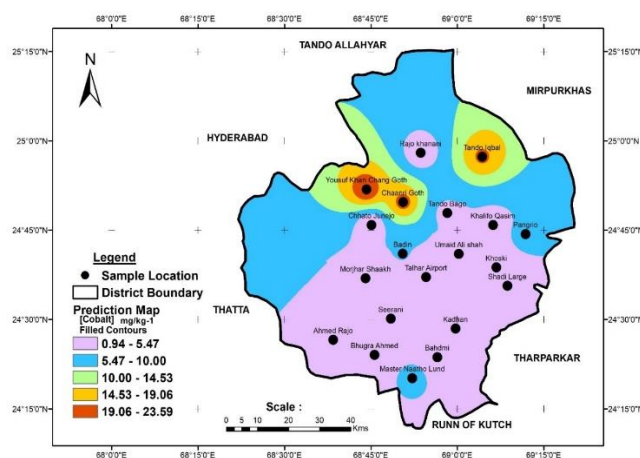 TANDO ALLAHYAR
68°0'0"E 68°15'0"E 68°30'0"E 68°45'0"E 69°0'0"E 69°15'0"E
25°15'0"N 25°15'0"N
N
MIRPURKHAS
HYDERABAD
25°0'0"N 25°0'0"N
Rajo khanani
Tando Iqbal
Yousuf Khan Chang Goth
Chaang Goth
Tando Bago
Chhato Junejo
Khalifo Qasim
Pangrio
24°45'0"N 24°45'0"N
Badin
Umaid Ali shah
Khoski
Morjhar Shaakh
Talhar Airport
Shadi Large
THATTA
Seerani
Kadhan
24°30'0"N 24°30'0"N
Ahmed Rajo
Bhugra Ahmed
Bahdmi
THARPARKAR
Master Naatho Lund
24°15'0"N 24°15'0"N
RUNN OF KUTCH
Legend
Sample Location
District Boundary
Prediction Map
[Cobalt] mg/kg-1
Filled Contours
0.94 - 5.47
5.47 - 10.00
10.00 - 14.53
14.53 - 19.06
19.06 - 23.59
Scale :
0 5 10 20 30 40
Kms
68°0'0"E 68°15'0"E 68°30'0"E 68°45'0"E 69°0'0"E 69°15'0"E